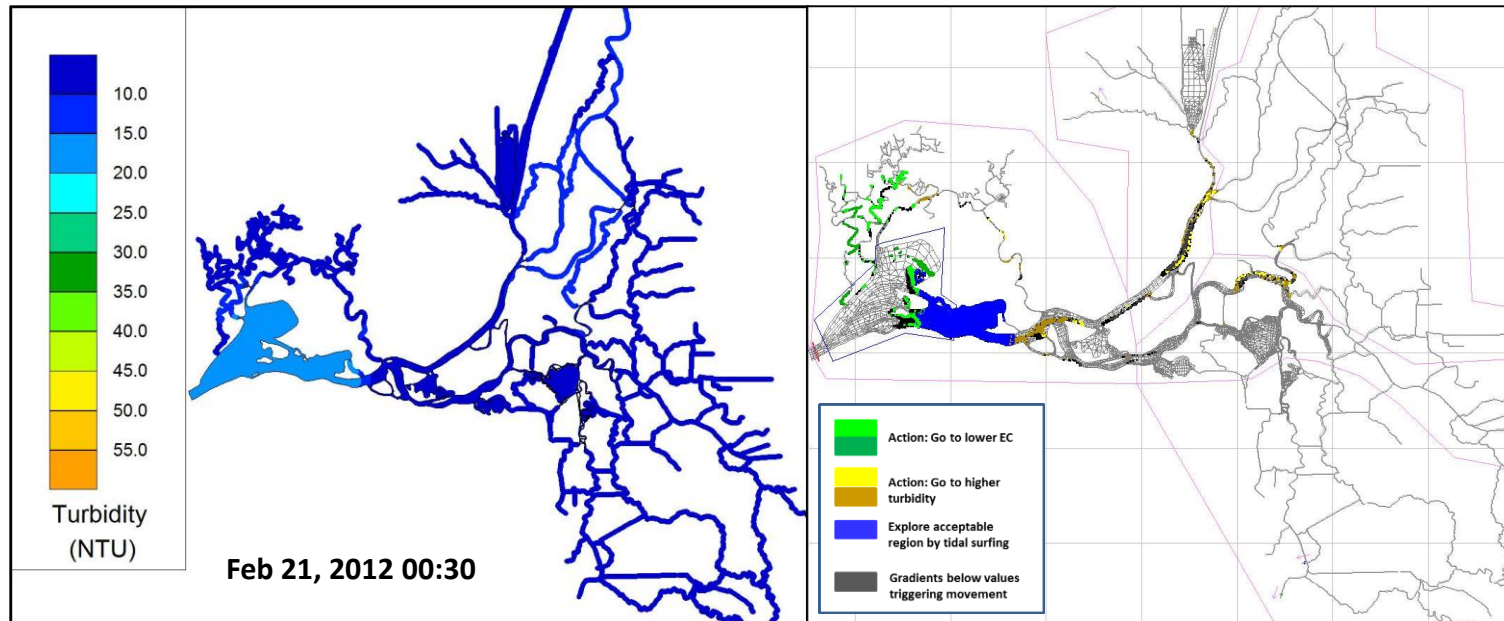 10.0
15.0
20.0
25.0
30.0
35.0
40.0
45.0
50.0
55.0
Turbidity
(NTU)
Feb 21, 2012 00:30
Action: Go to lower EC
Action: Go to higher
turbidity
Explore acceptable
region by tidal surfing
Gradients below values
triggering movement